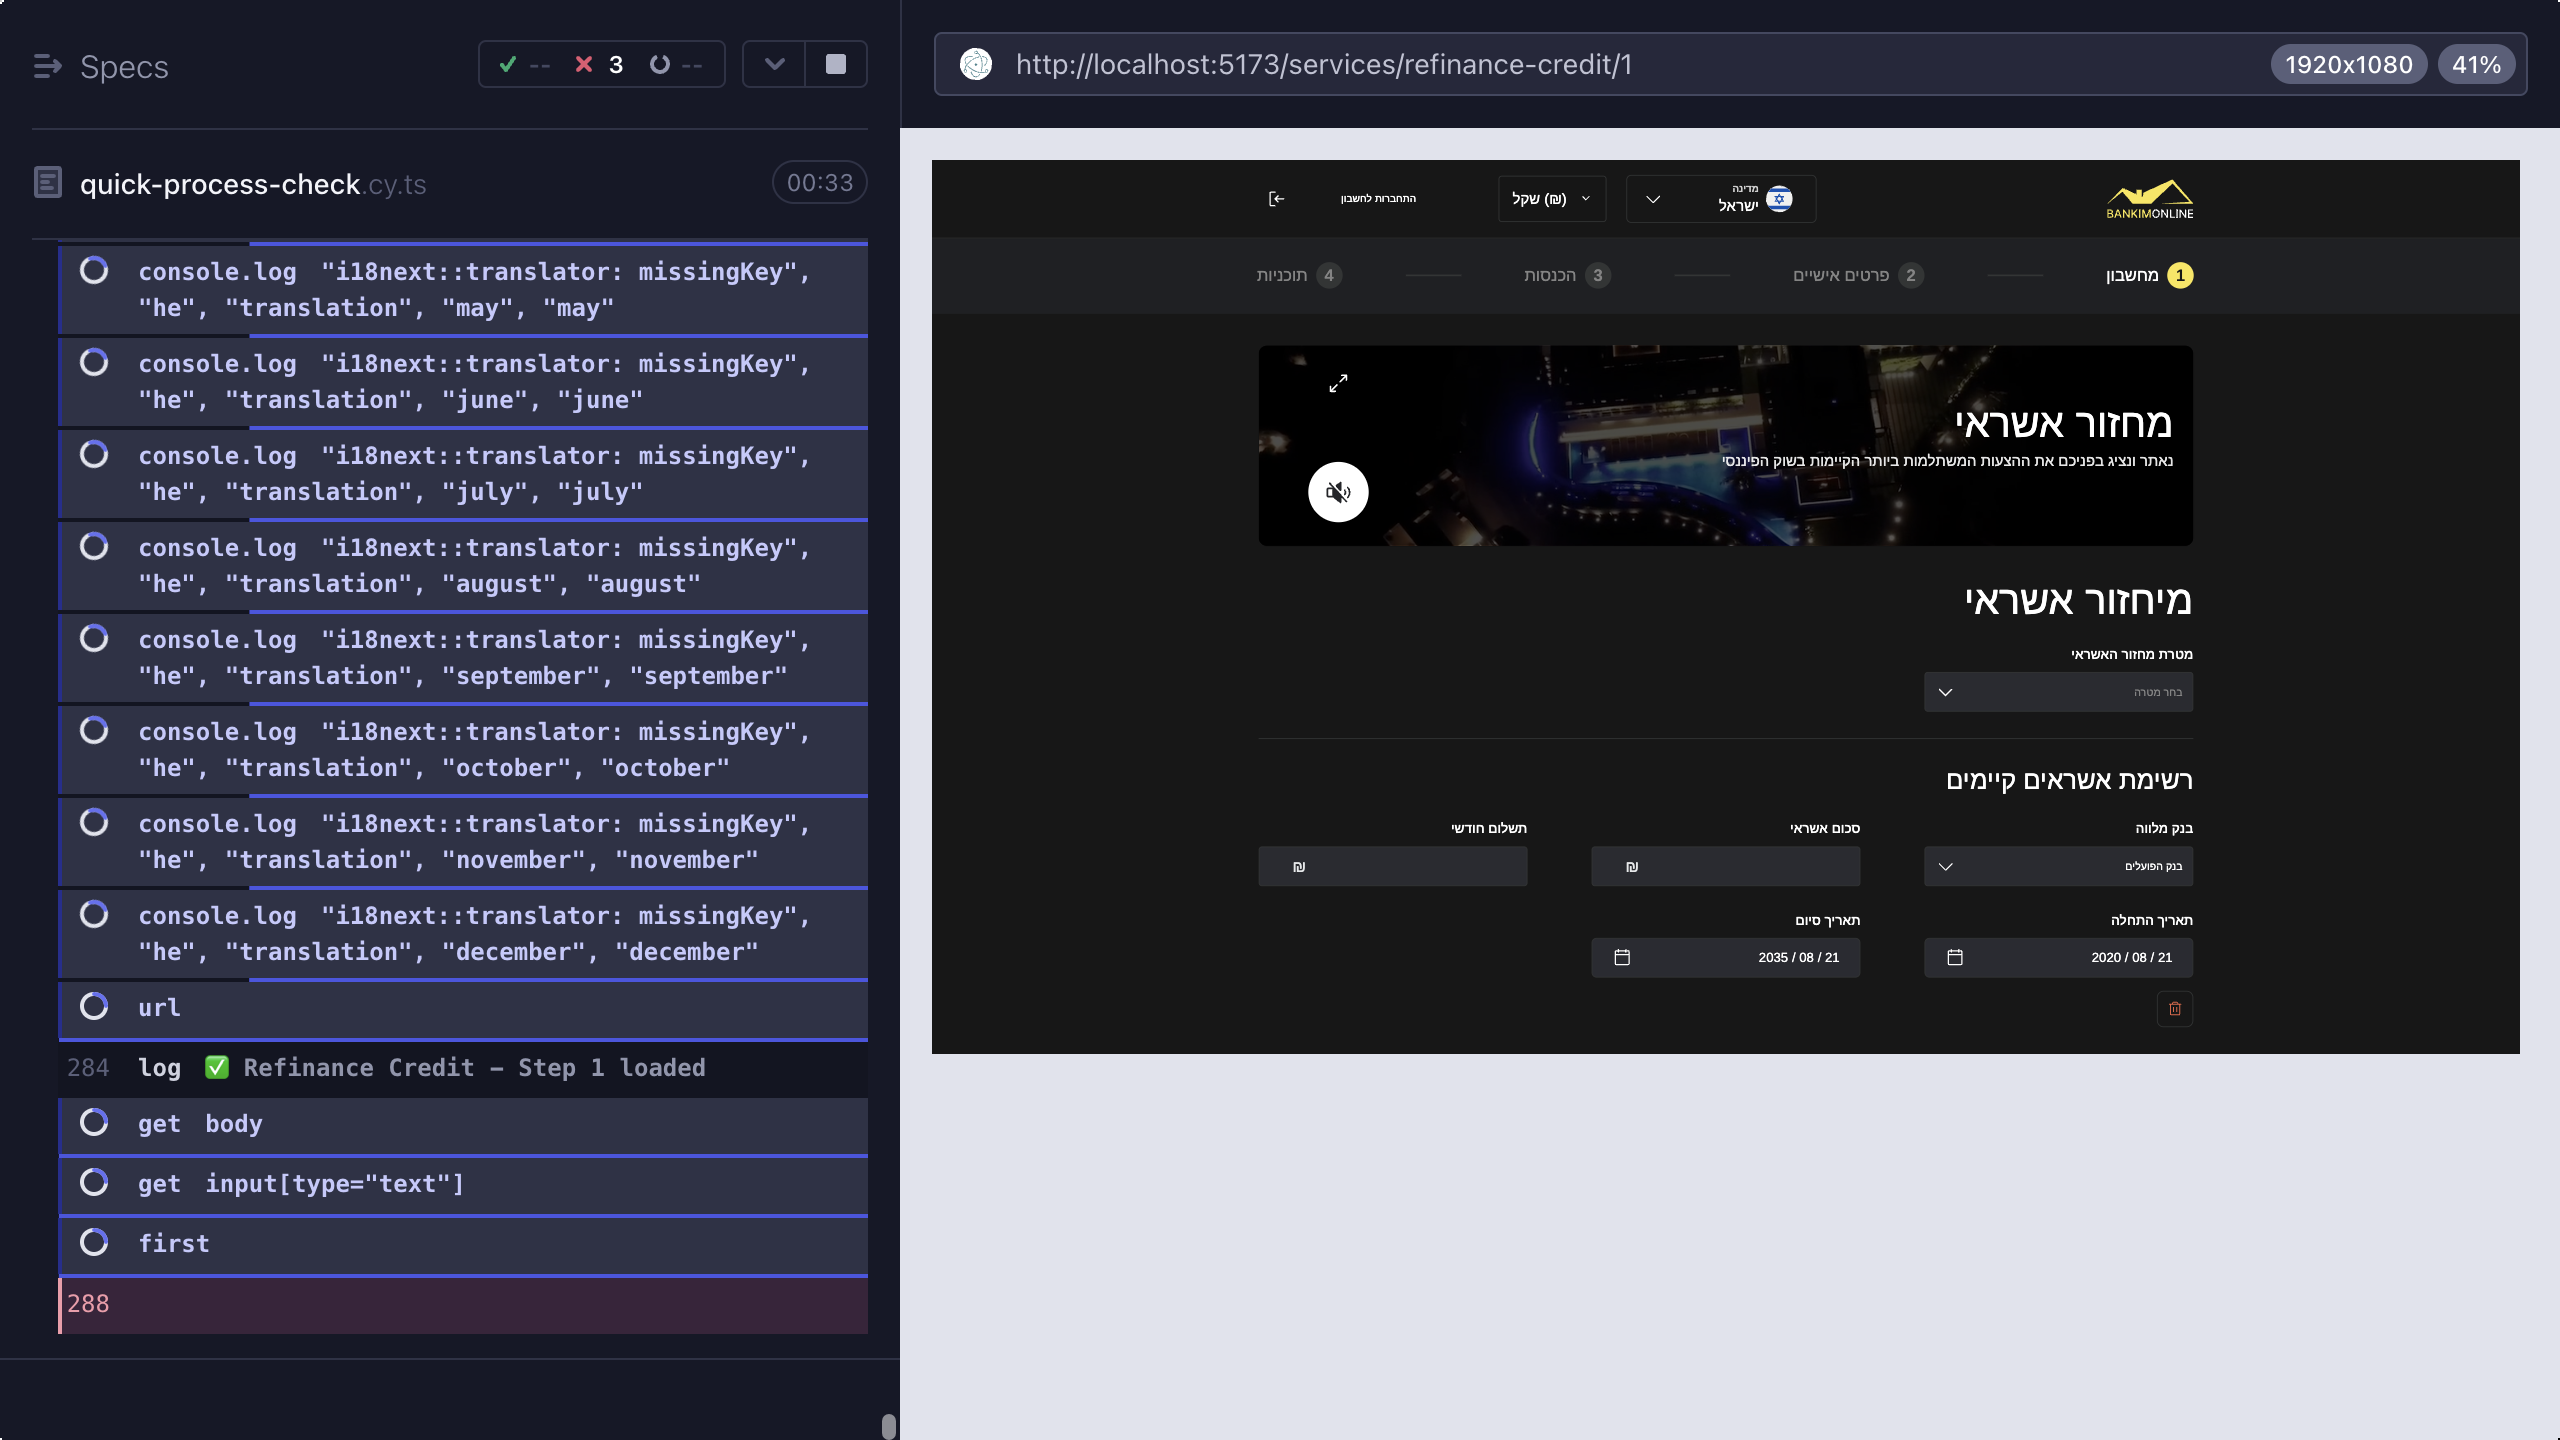 Specs
--
3
--
quick-process-check.cy.ts
00:33
console.log "i18next::translator: missingKey",
"he", "translation", "may", "may"
console.log "i18next::translator: missingKey",
"he", "translation", "june", "june"
console.log "i18next::translator: missingKey",
"he", "translation", "july", "july"
console.log "i18next::translator: missingKey",
"he", "translation", "august", "august"
console.log "i18next::translator: missingKey",
"he", "translation", "september", "september"
console.log "i18next::translator: missingKey",
"he", "translation", "october", "october"
console.log "i18next::translator: missingKey",
"he", "translation", "november", "november"
console.log "i18next::translator: missingKey",
"he", "translation", "december", "december"
url
284 log ✅ Refinance Credit – Step 1 loaded
get body
get input[type="text"]
first
288
http://localhost:5173/services/refinance-credit/1
1920x1080
41%
BANKIMONLINE
מדינה
ישראל
שקל (₪)
התחברות לחשבון
1 מחשבון
2 פרטים אישיים
3 הכנסות
4 תוכניות
מחזור אשראי
נאתר ונציג בפניכם את ההצעות המשתלמות ביותר הקיימות בשוק הפיננסי
מיחזור אשראי
מטרת מחזור האשראי
בחר מטרה
רשימת אשראים קיימים
בנק מלווה
סכום אשראי
תשלום חודשי
בנק הפועלים
₪
₪
תאריך התחלה
תאריך סיום
2020 / 08 / 21
2035 / 08 / 21